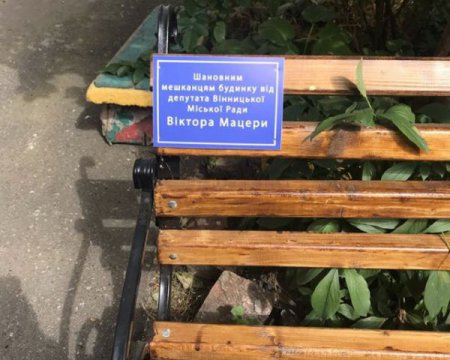 Шановним
мешканцям будинку від
депутата Вінницької
Міської Ради
Віктора Мацери